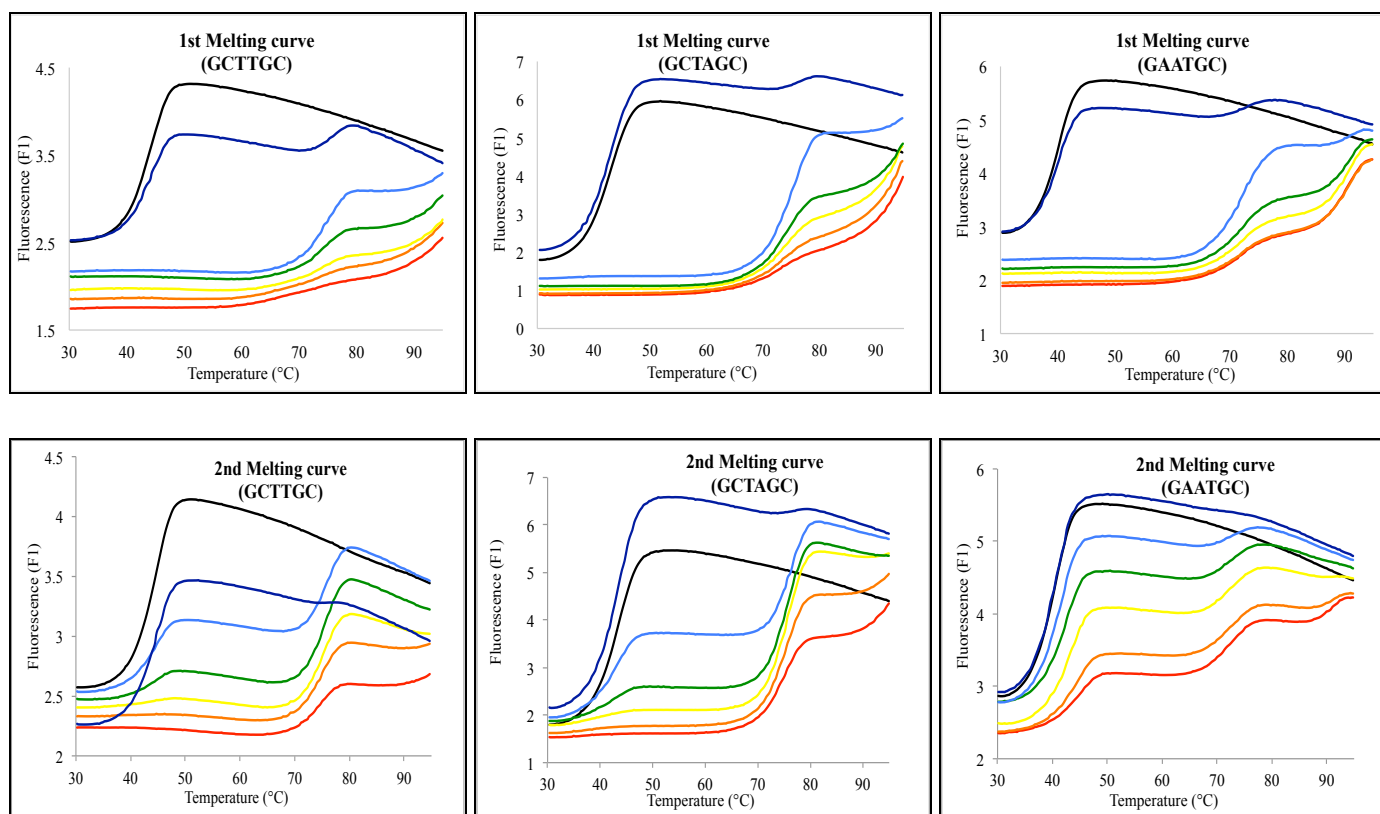 1st Melting curve
(GCTTGC)
4.5
3.5
2.5
1.5
Fluorescence (F1)
30 40 50 60 70 80 90
Temperature (°C)
1st Melting curve
(GCTAGC)
7
6
5
4
3
2
1
0
Fluorescence (F1)
30 40 50 60 70 80 90
Temperature (°C)
1st Melting curve
(GAATGC)
6
5
4
3
2
1
Fluorescence (F1)
30 40 50 60 70 80 90
Temperature (°C)
2nd Melting curve
(GCTTGC)
4.5
4
3.5
3
2.5
2
Fluorescence (F1)
30 40 50 60 70 80 90
Temperature (°C)
2nd Melting curve
(GCTAGC)
7
6
5
4
3
2
1
Fluorescence (F1)
30 40 50 60 70 80 90
Temperature (°C)
2nd Melting curve
(GAATGC)
6
5
4
3
2
Fluorescence (F1)
30 40 50 60 70 80 90
Temperature (°C)